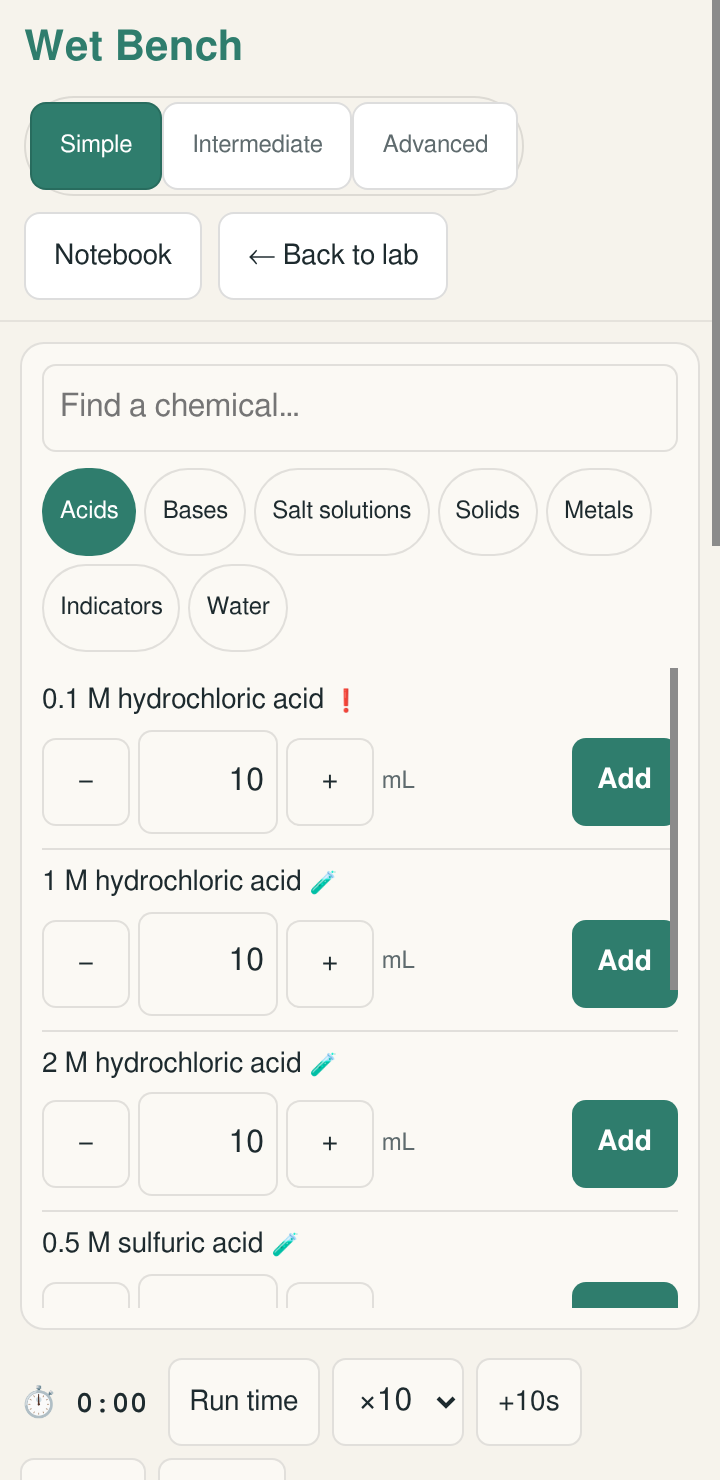 Wet Bench
Simple Intermediate Advanced
Notebook ← Back to lab
Find a chemical...
Acids Bases Salt solutions Solids Metals
Indicators Water
0.1 M hydrochloric acid ❗
− 10 + mL Add
1 M hydrochloric acid 🧪
− 10 + mL Add
2 M hydrochloric acid 🧪
− 10 + mL Add
0.5 M sulfuric acid 🧪
⏱ 0:00 Run time ×10 +10s